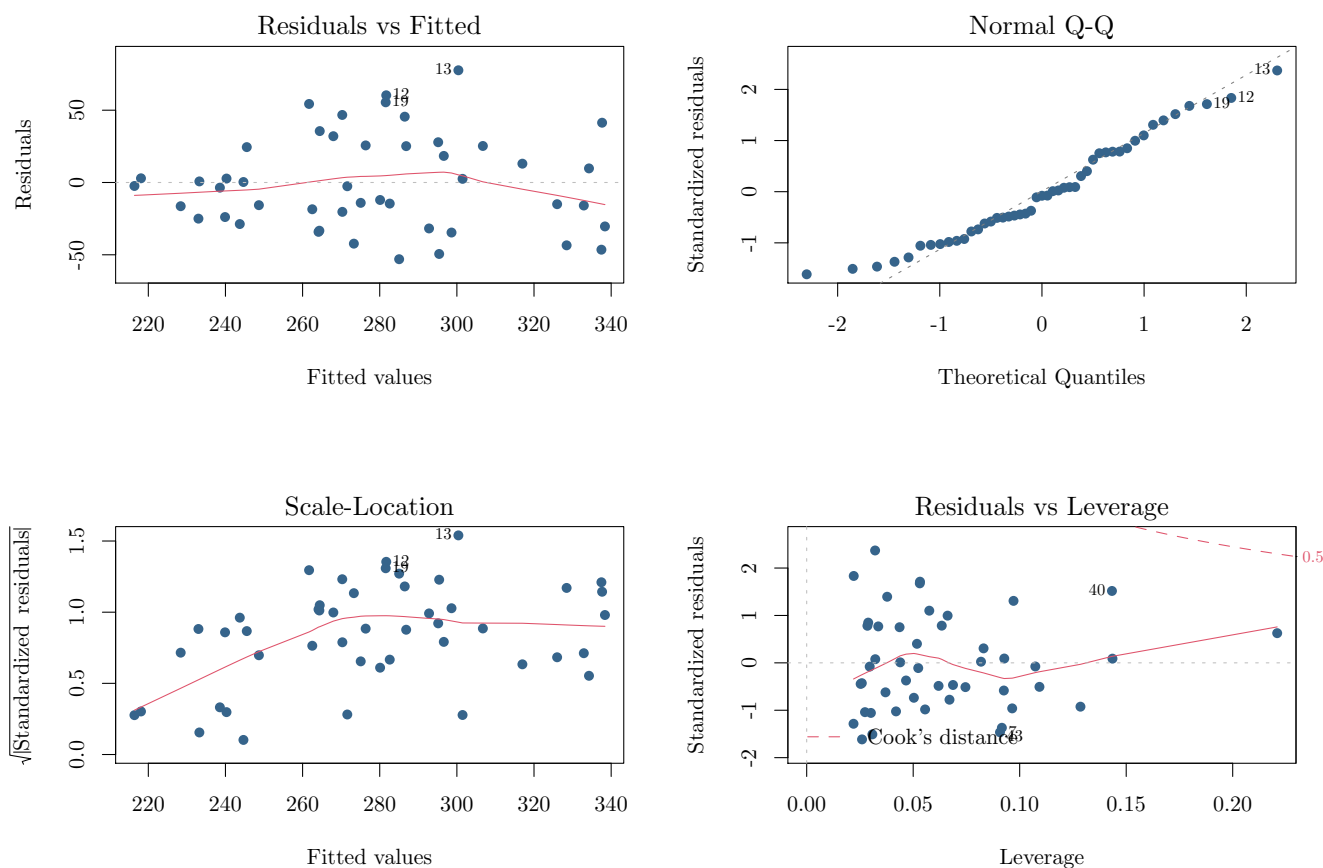 Residuals vs Fitted
Residuals
-50 0 50
13
12
19
220 240 260 280 300 320 340
Fitted values
Normal Q-Q
Standardized residuals
-1 0 1 2
13
12
19
-2 -1 0 1 2
Theoretical Quantiles
Scale-Location
√|Standardized residuals|
0.0 0.5 1.0 1.5
13
12
19
220 240 260 280 300 320 340
Fitted values
Residuals vs Leverage
Standardized residuals
-2 -1 0 1 2
0.5
40
7
43
Cook's distance
0.00 0.05 0.10 0.15 0.20
Leverage